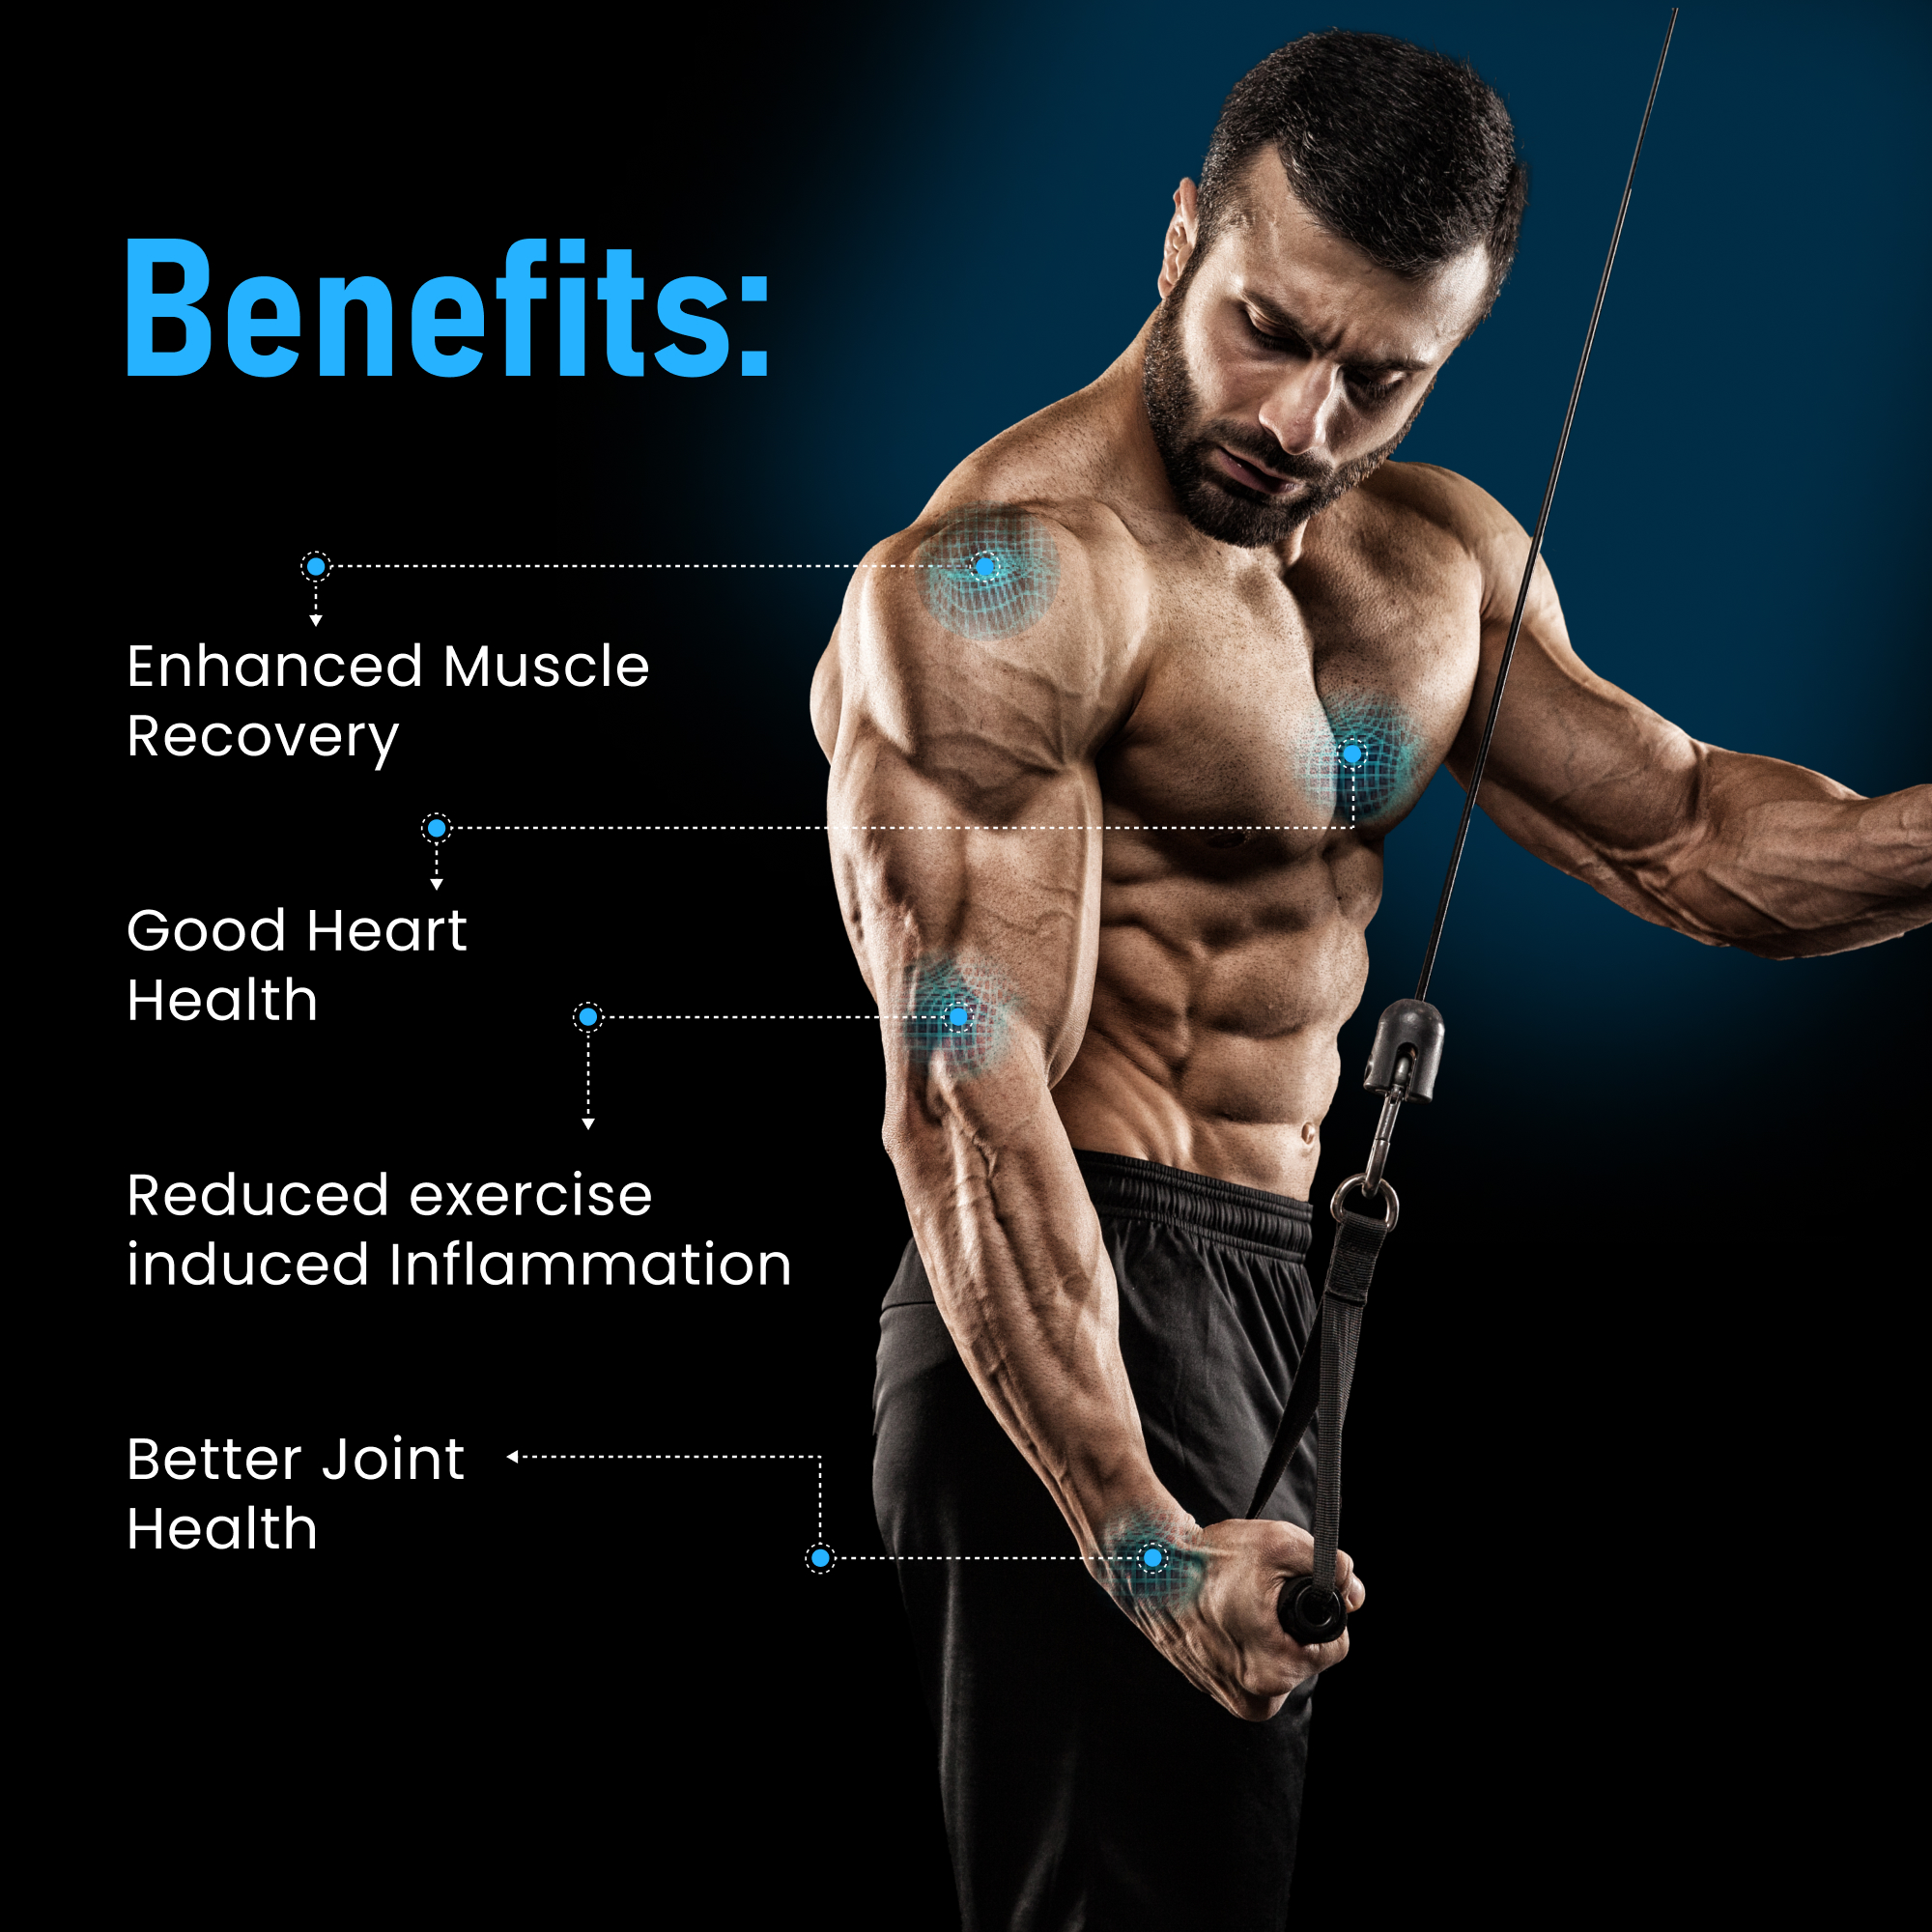 Benefits:
Enhanced Muscle
Recovery
Good Heart
Health
Reduced exercise
induced Inflammation
Better Joint
Health